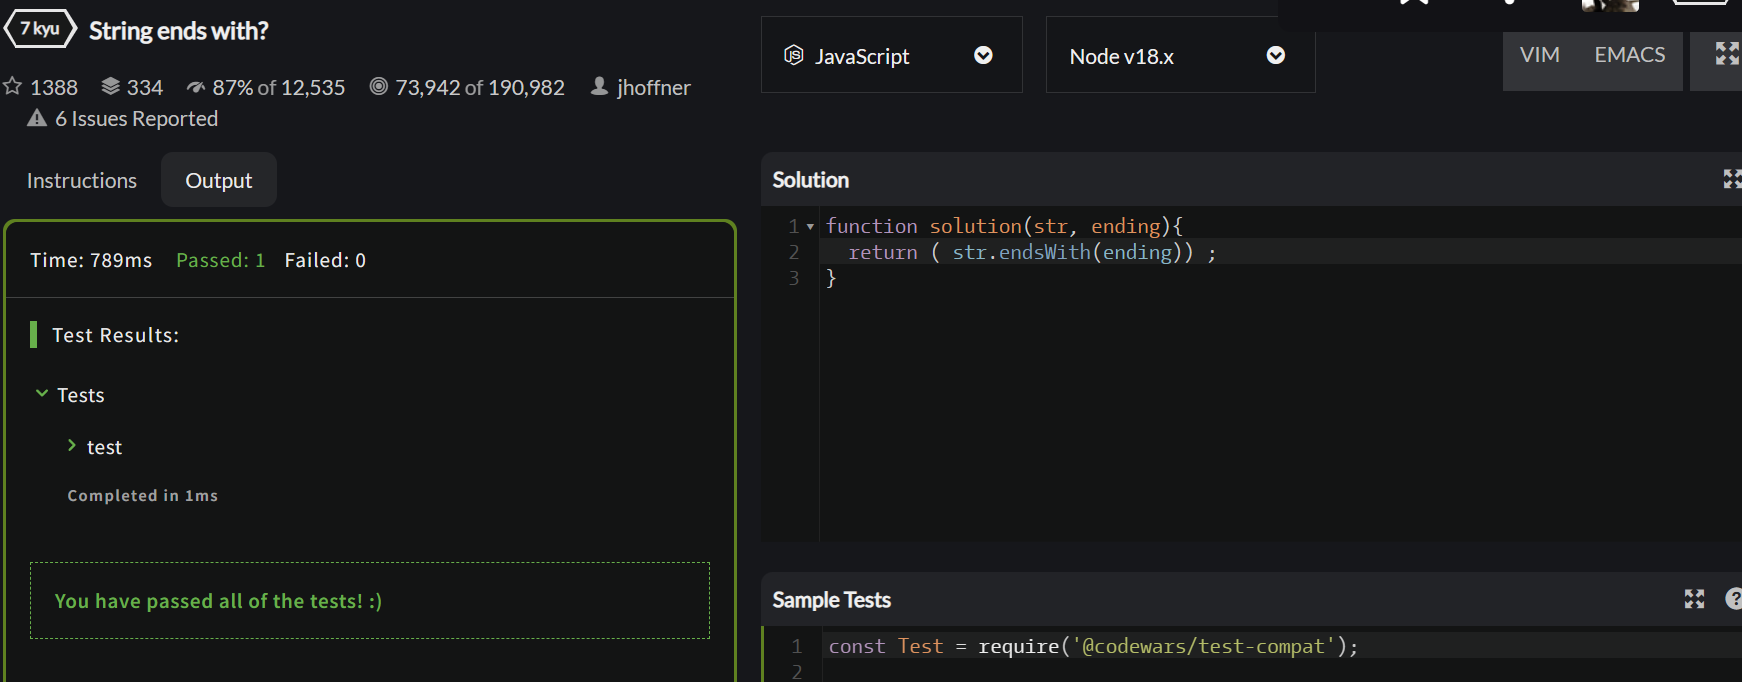 7 kyu String ends with?
1388 334 87% of 12,535 73,942 of 190,982 jhoffner
6 Issues Reported
Instructions Output
Time: 789ms Passed: 1 Failed: 0
Test Results:
Tests
test
Completed in 1ms
You have passed all of the tests! :)
JS JavaScript Node v18.x VIM EMACS
Solution
1 function solution(str, ending){
2 return ( str.endsWith(ending)) ;
3 }
Sample Tests ?
1 const Test = require('@codewars/test-compat');
2